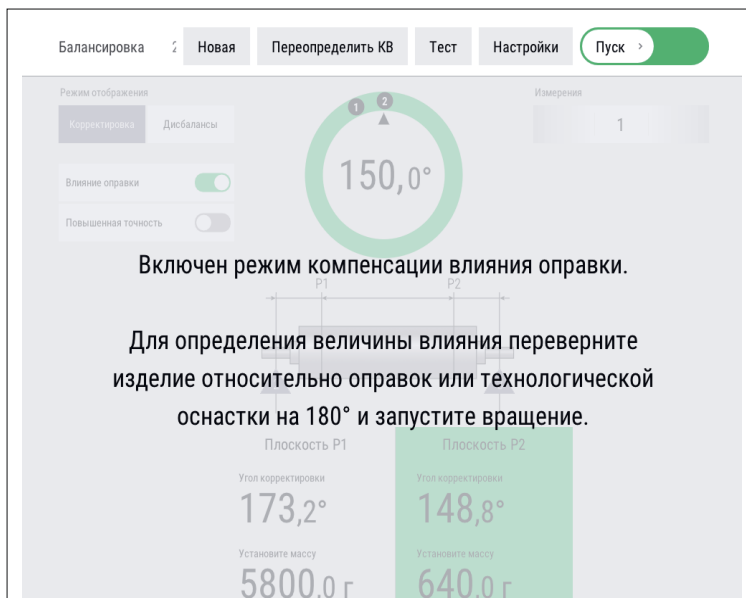 Балансировка 2 Новая Переопределить КВ Тест Настройки Пуск >
Режим отображения
Корректировка Дисбалансы
Измерения
1
1 2
150,0°
Влияние оправки
Повышенная точность
Включен режим компенсации влияния оправки.
P1 P2
Для определения величины влияния переверните
изделие относительно оправок или технологической
оснастки на 180° и запустите вращение.
Плоскость P1 Плоскость P2
Угол корректировки Угол корректировки
173,2° 148,8°
Установите массу Установите массу
5800,0 г 640,0 г